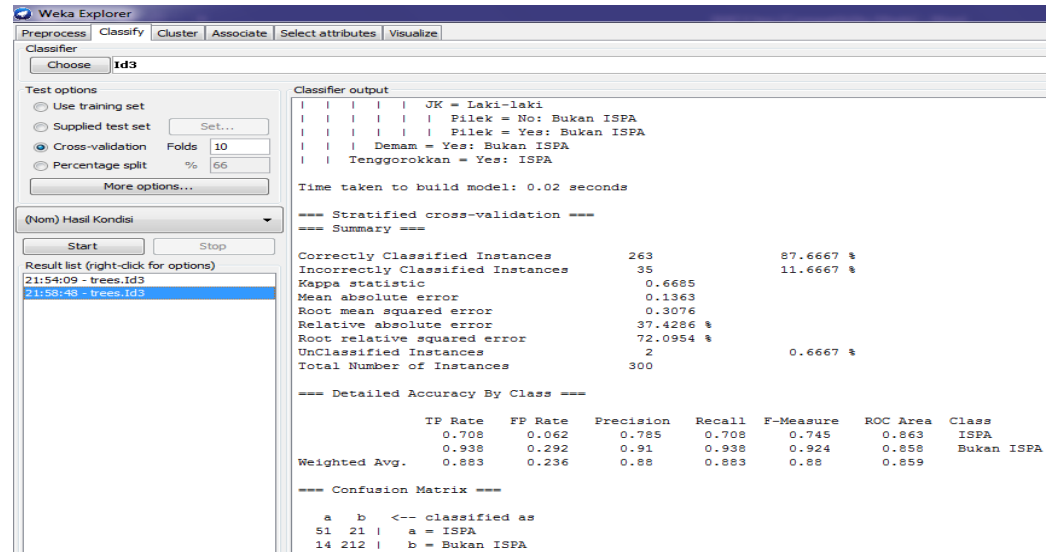 Weka Explorer
Preprocess Classify Cluster Associate Select attributes Visualize
Classifier
Choose Id3
Test options
Use training set
Supplied test set Set...
Cross-validation Folds 10
Percentage split % 66
More options...
(Nom) Hasil Kondisi
Start Stop
Result list (right-click for options)
21:54:09 - trees.Id3
21:58:48 - trees.Id3
Classifier output
| | | | | JK = Laki-laki
| | | | | | Pilek = No: Bukan ISPA
| | | | | | Pilek = Yes: Bukan ISPA
| | | Demam = Yes: Bukan ISPA
| | Tenggorokkan = Yes: ISPA
Time taken to build model: 0.02 seconds
=== Stratified cross-validation ===
=== Summary ===
Correctly Classified Instances 263 87.6667 %
Incorrectly Classified Instances 35 11.6667 %
Kappa statistic 0.6685
Mean absolute error 0.1363
Root mean squared error 0.3076
Relative absolute error 37.4286 %
Root relative squared error 72.0954 %
UnClassified Instances 2 0.6667 %
Total Number of Instances 300
=== Detailed Accuracy By Class ===
TP Rate FP Rate Precision Recall F-Measure ROC Area Class
0.708 0.062 0.785 0.708 0.745 0.863 ISPA
0.938 0.292 0.91 0.938 0.924 0.858 Bukan ISPA
Weighted Avg. 0.883 0.236 0.88 0.883 0.88 0.859
=== Confusion Matrix ===
a b <-- classified as
51 21 | a = ISPA
14 212 | b = Bukan ISPA